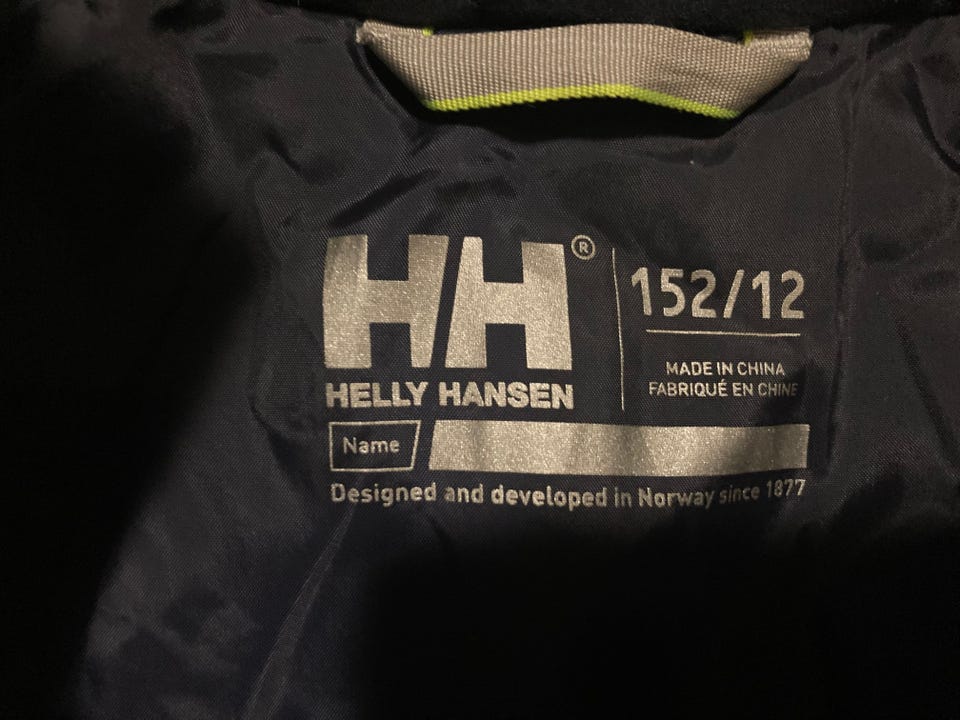 HH®
HELLY HANSEN
152/12
MADE IN CHINA
FABRIQUÉ EN CHINE
Name
Designed and developed in Norway since 1877